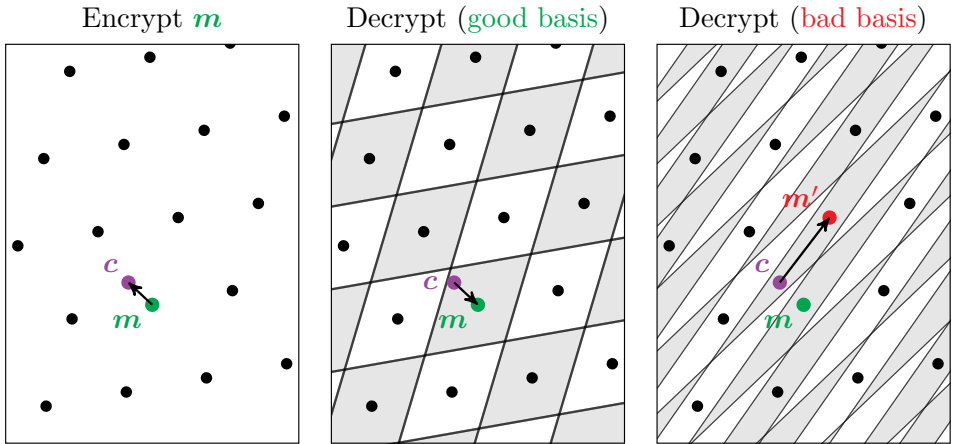 Encrypt m
Decrypt (good basis)
Decrypt (bad basis)
c
m
c
m
m′
c
m